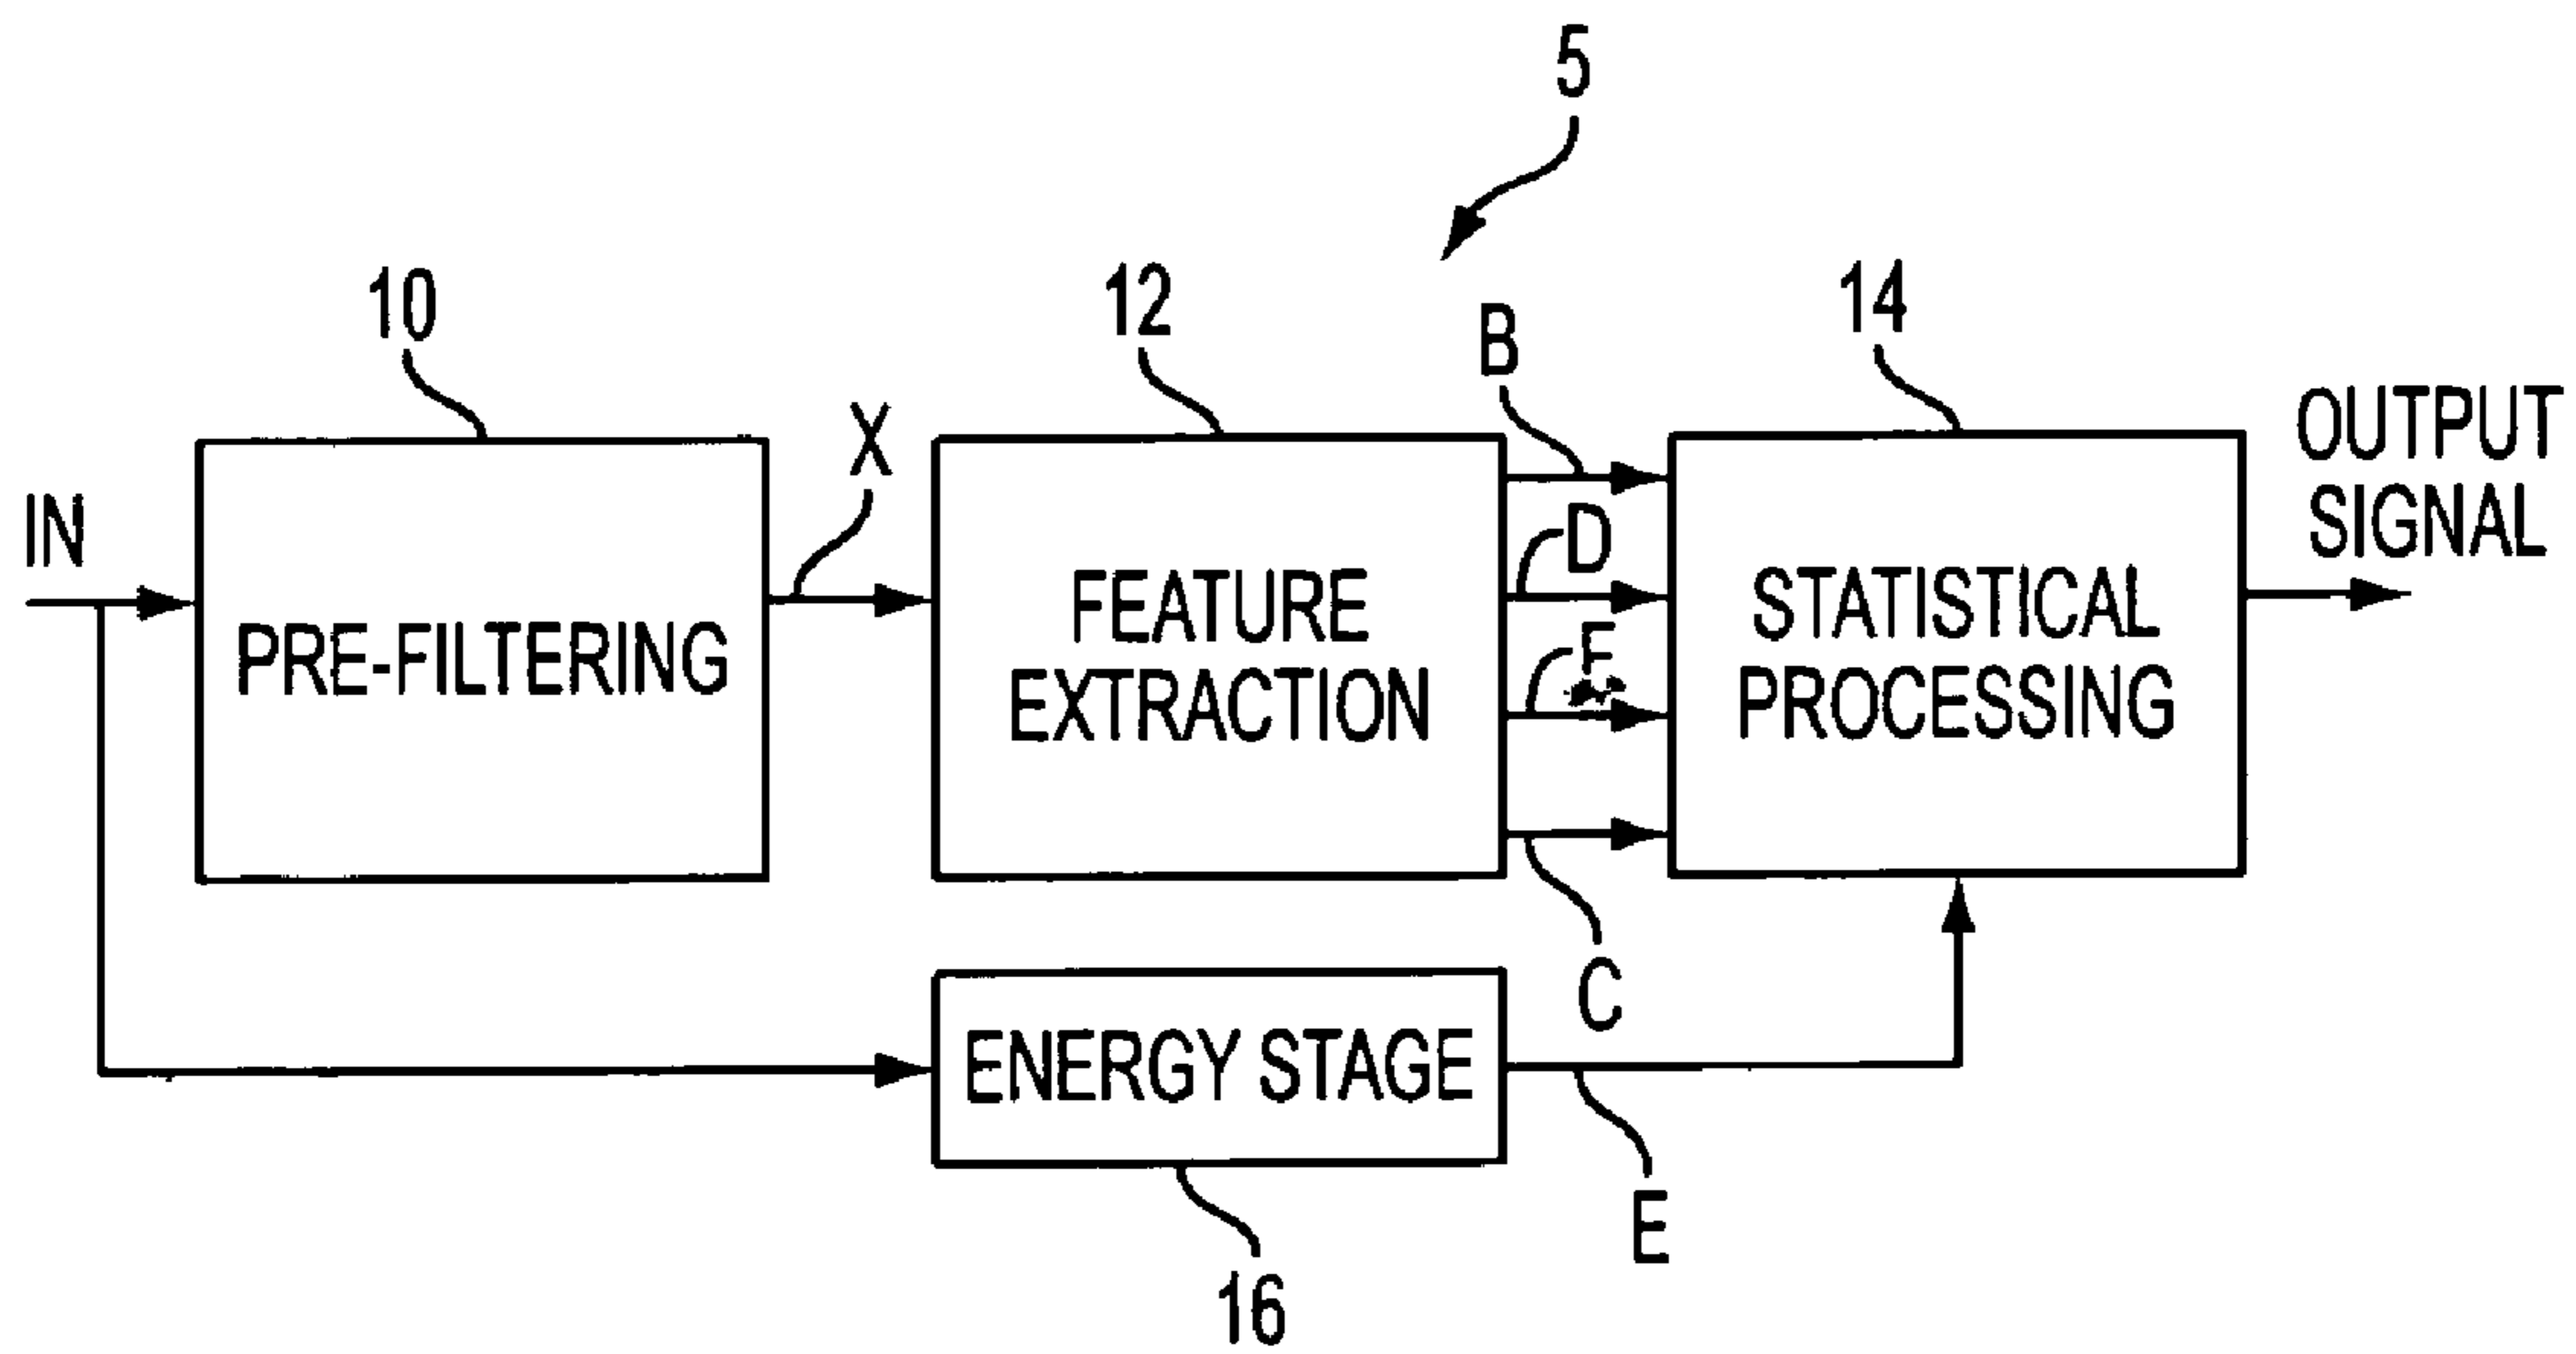 5
10
12
B
14
X
IN
D
F
OUTPUT
SIGNAL
PRE-FILTERING
FEATURE
EXTRACTION
STATISTICAL
PROCESSING
C
ENERGY STAGE
E
16